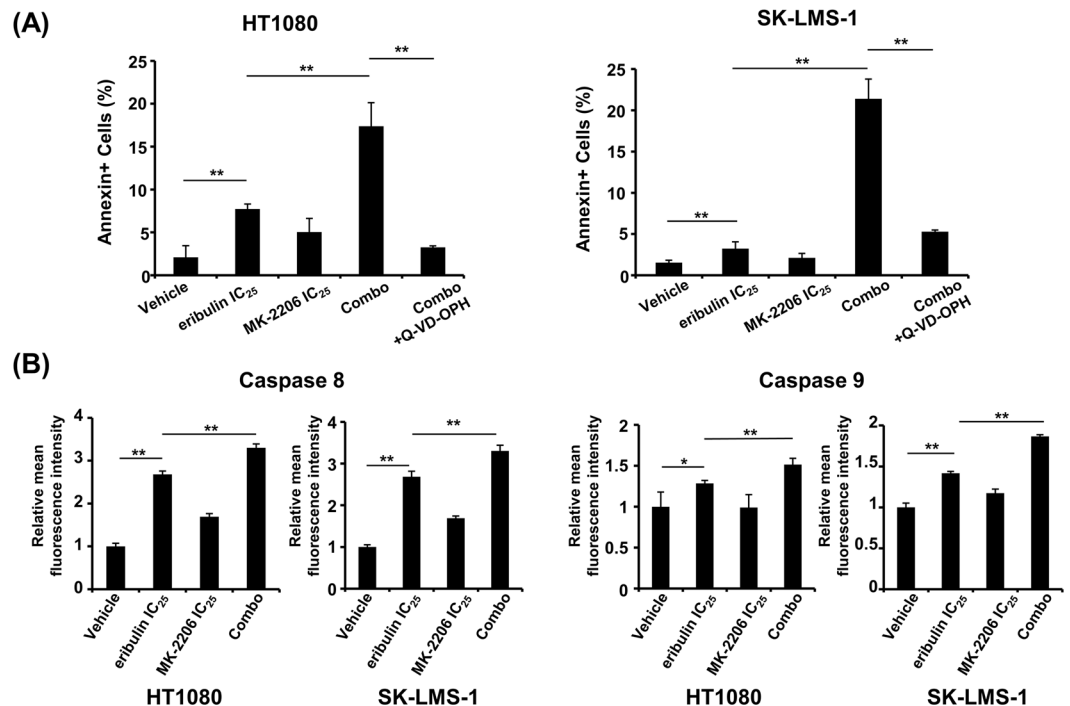 (A)
HT1080
Annexin+ Cells (%)
25
20
15
10
5
0
**
**
**
Vehicle
eribulin IC25
MK-2206 IC25
Combo
Combo
+Q-VD-OPH
SK-LMS-1
Annexin+ Cells (%)
25
20
15
10
5
0
**
**
**
Vehicle
eribulin IC25
MK-2206 IC25
Combo
Combo
+Q-VD-OPH
(B)
Caspase 8
Relative mean
fluorescence intensity
4
3
2
1
0
**
**
Vehicle
eribulin IC25
MK-2206 IC25
Combo
HT1080
Relative mean
fluorescence intensity
4
3
2
1
0
**
**
Vehicle
eribulin IC25
MK-2206 IC25
Combo
SK-LMS-1
Caspase 9
Relative mean
fluorescence intensity
2
1.5
1
0.5
0
*
**
Vehicle
eribulin IC25
MK-2206 IC25
Combo
HT1080
Relative mean
fluorescence intensity
2
1.5
1
0.5
0
**
**
Vehicle
eribulin IC25
MK-2206 IC25
Combo
SK-LMS-1